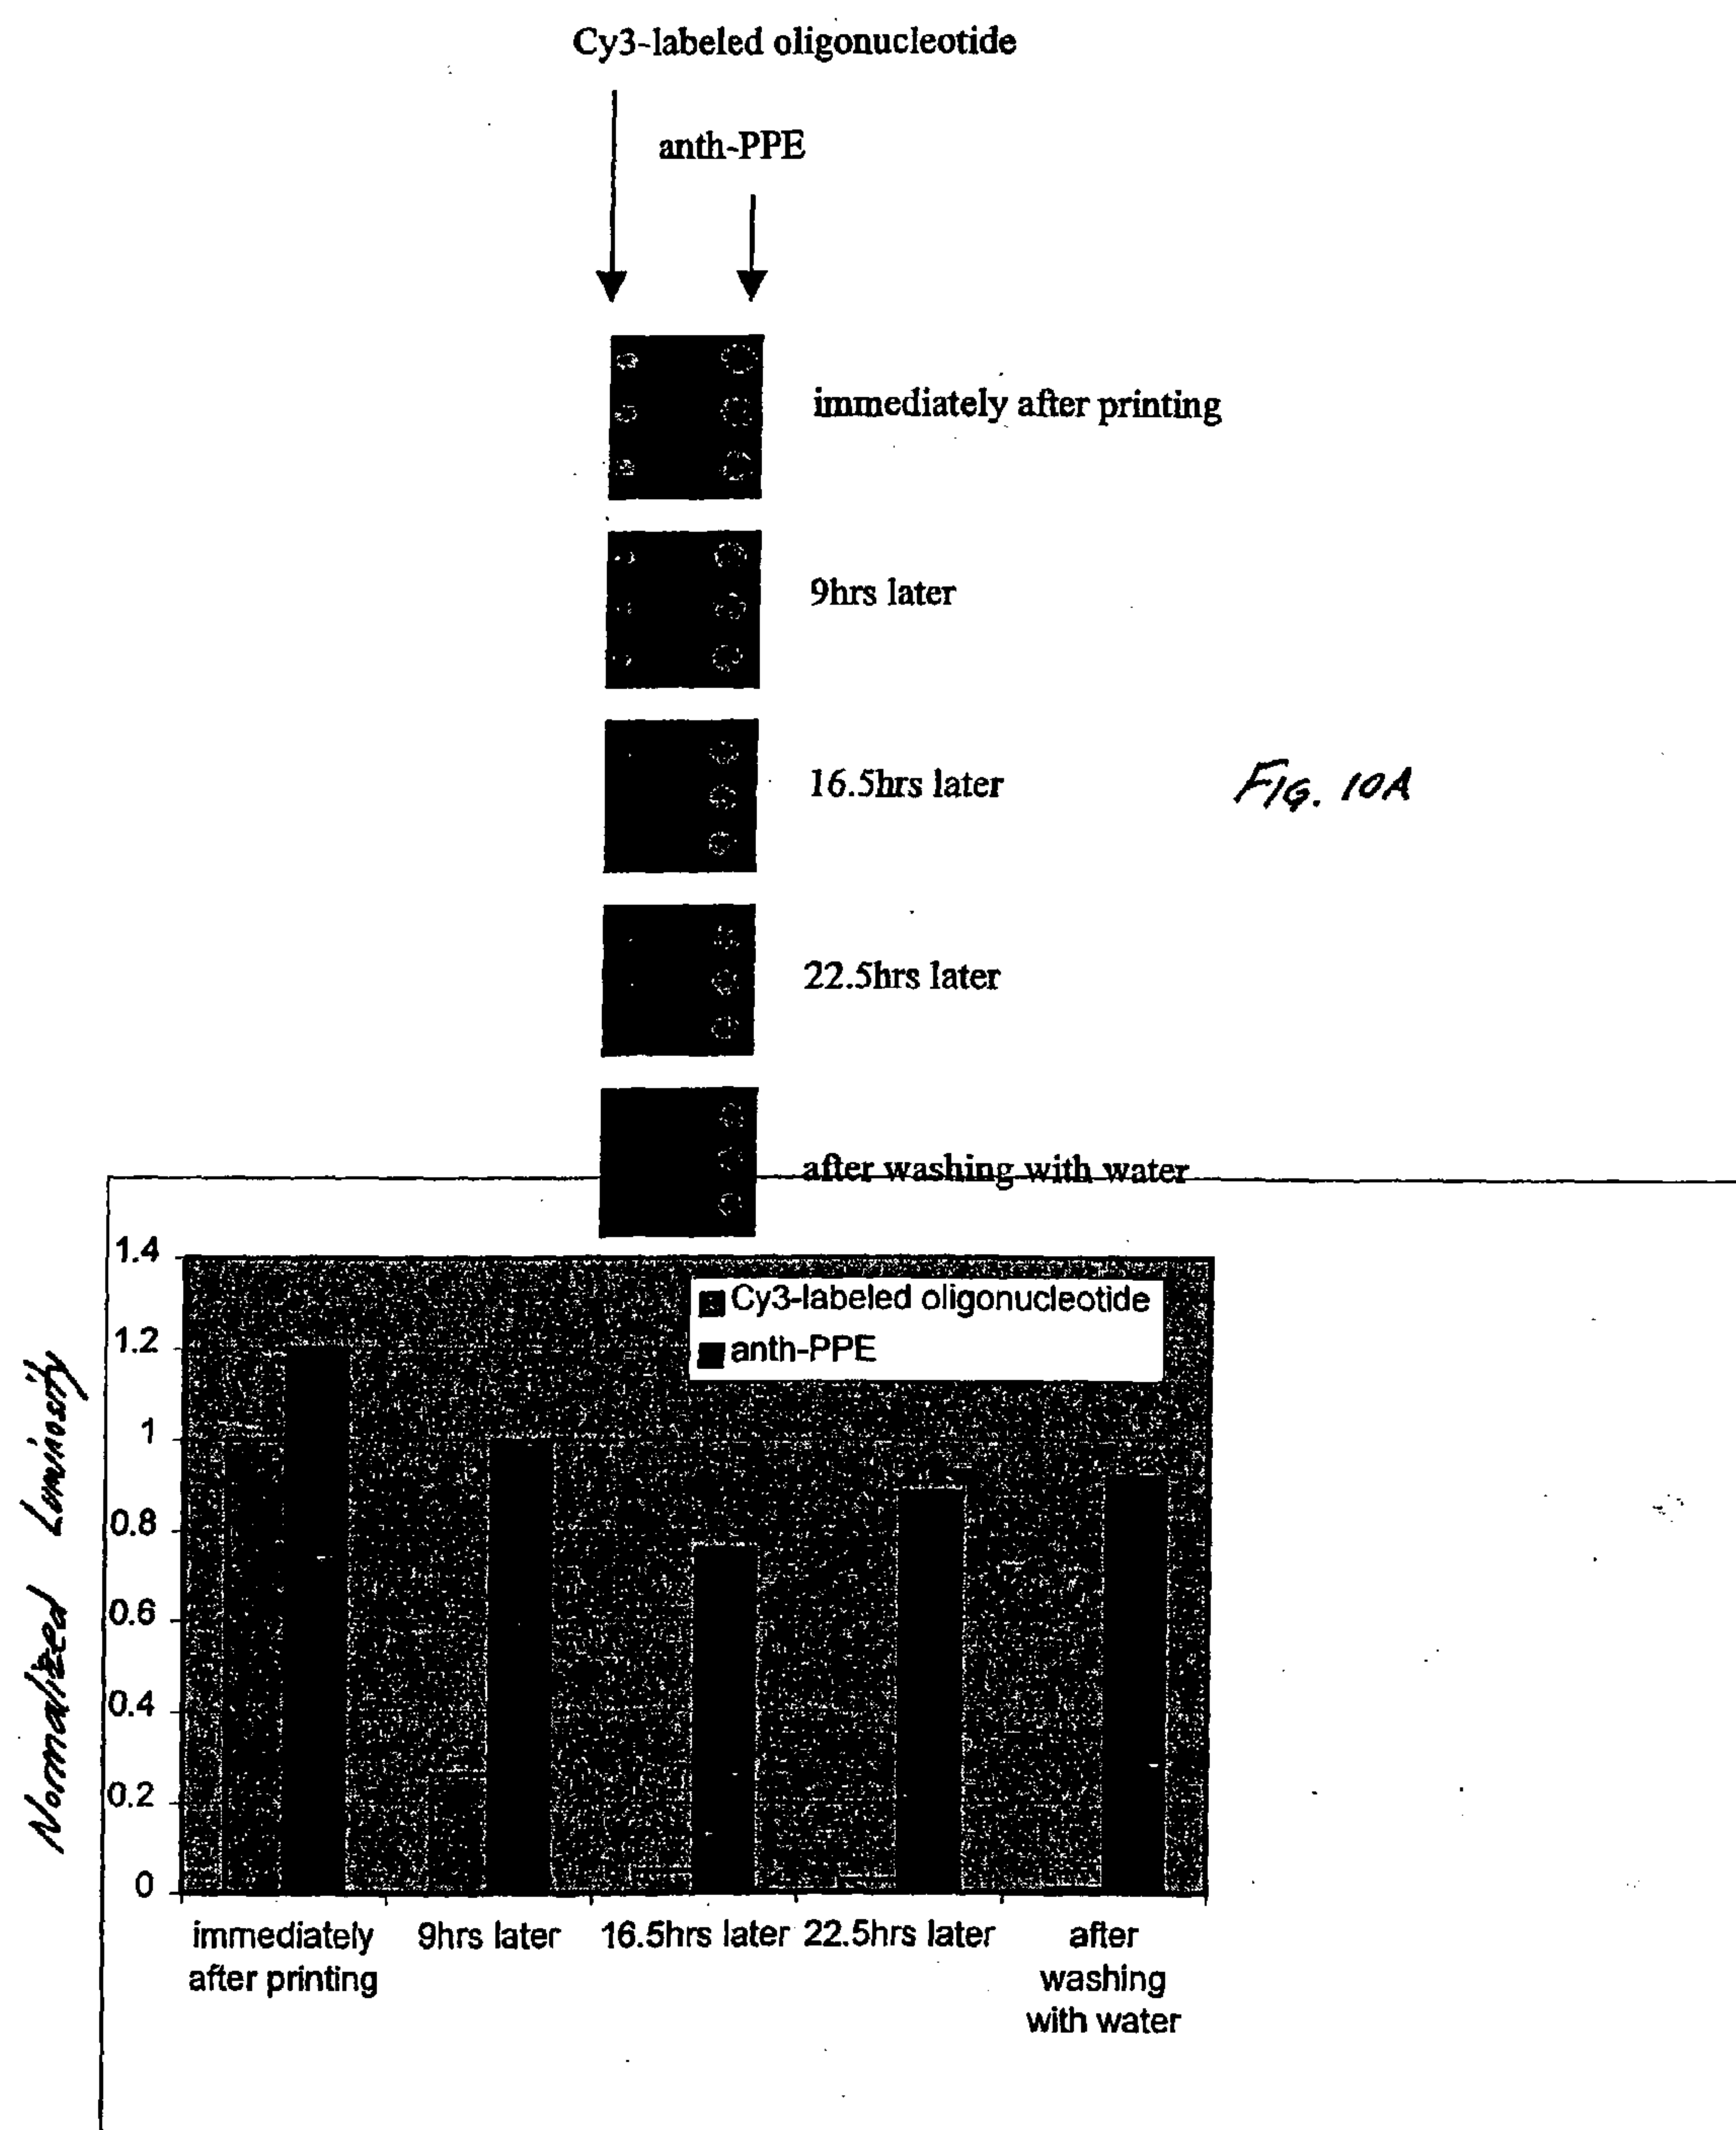 Cy3-labeled oligonucleotide
anth-PPE
immediately after printing
9hrs later
16.5hrs later
FIG. 10A
22.5hrs later
after washing with water
1.4
1.2
1
0.8
0.6
0.4
0.2
0
Normalized Luminosity
Cy3-labeled oligonucleotide
anth-PPE
immediately
after printing
9hrs later
16.5hrs later
22.5hrs later
after
washing
with water